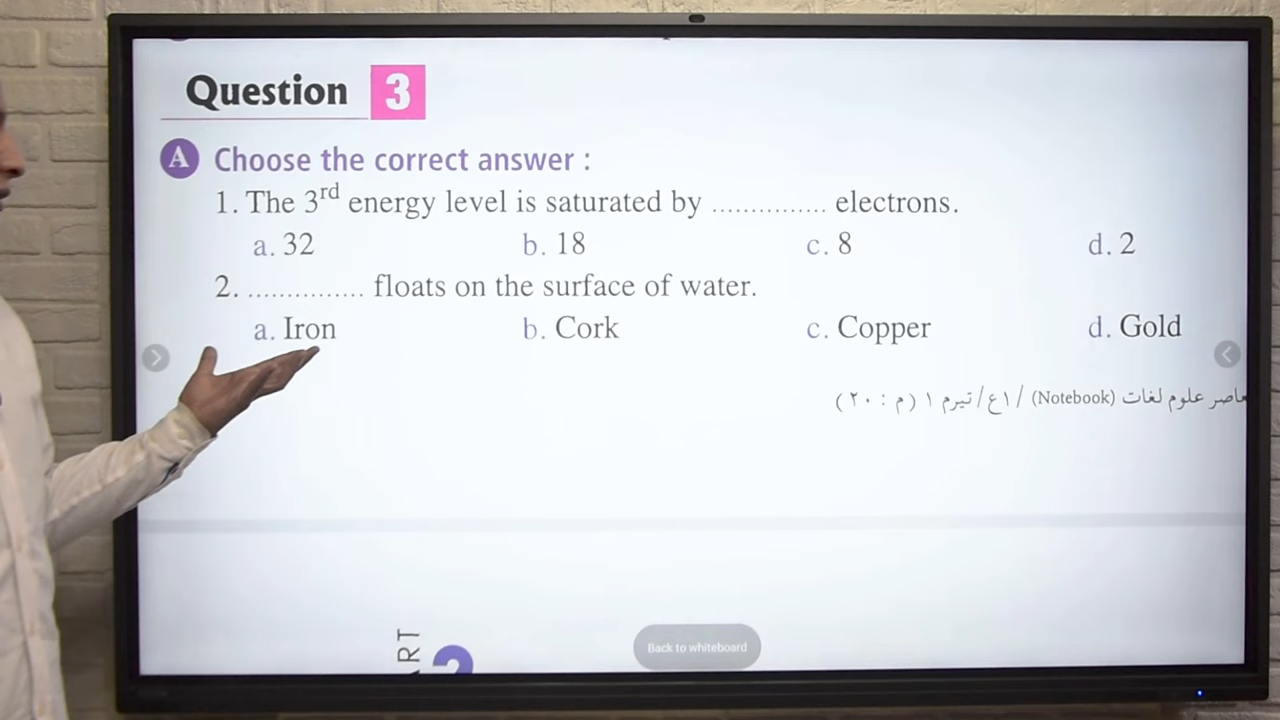 Question 3
A Choose the correct answer :
1. The 3rd energy level is saturated by ............... electrons.
a. 32 b. 18 c. 8 d. 2
2. ............... floats on the surface of water.
a. Iron b. Cork c. Copper d. Gold
علوم لغات (Notebook) / ١ع / تيرم ١ (م : ٢٠)
Back to whiteboard